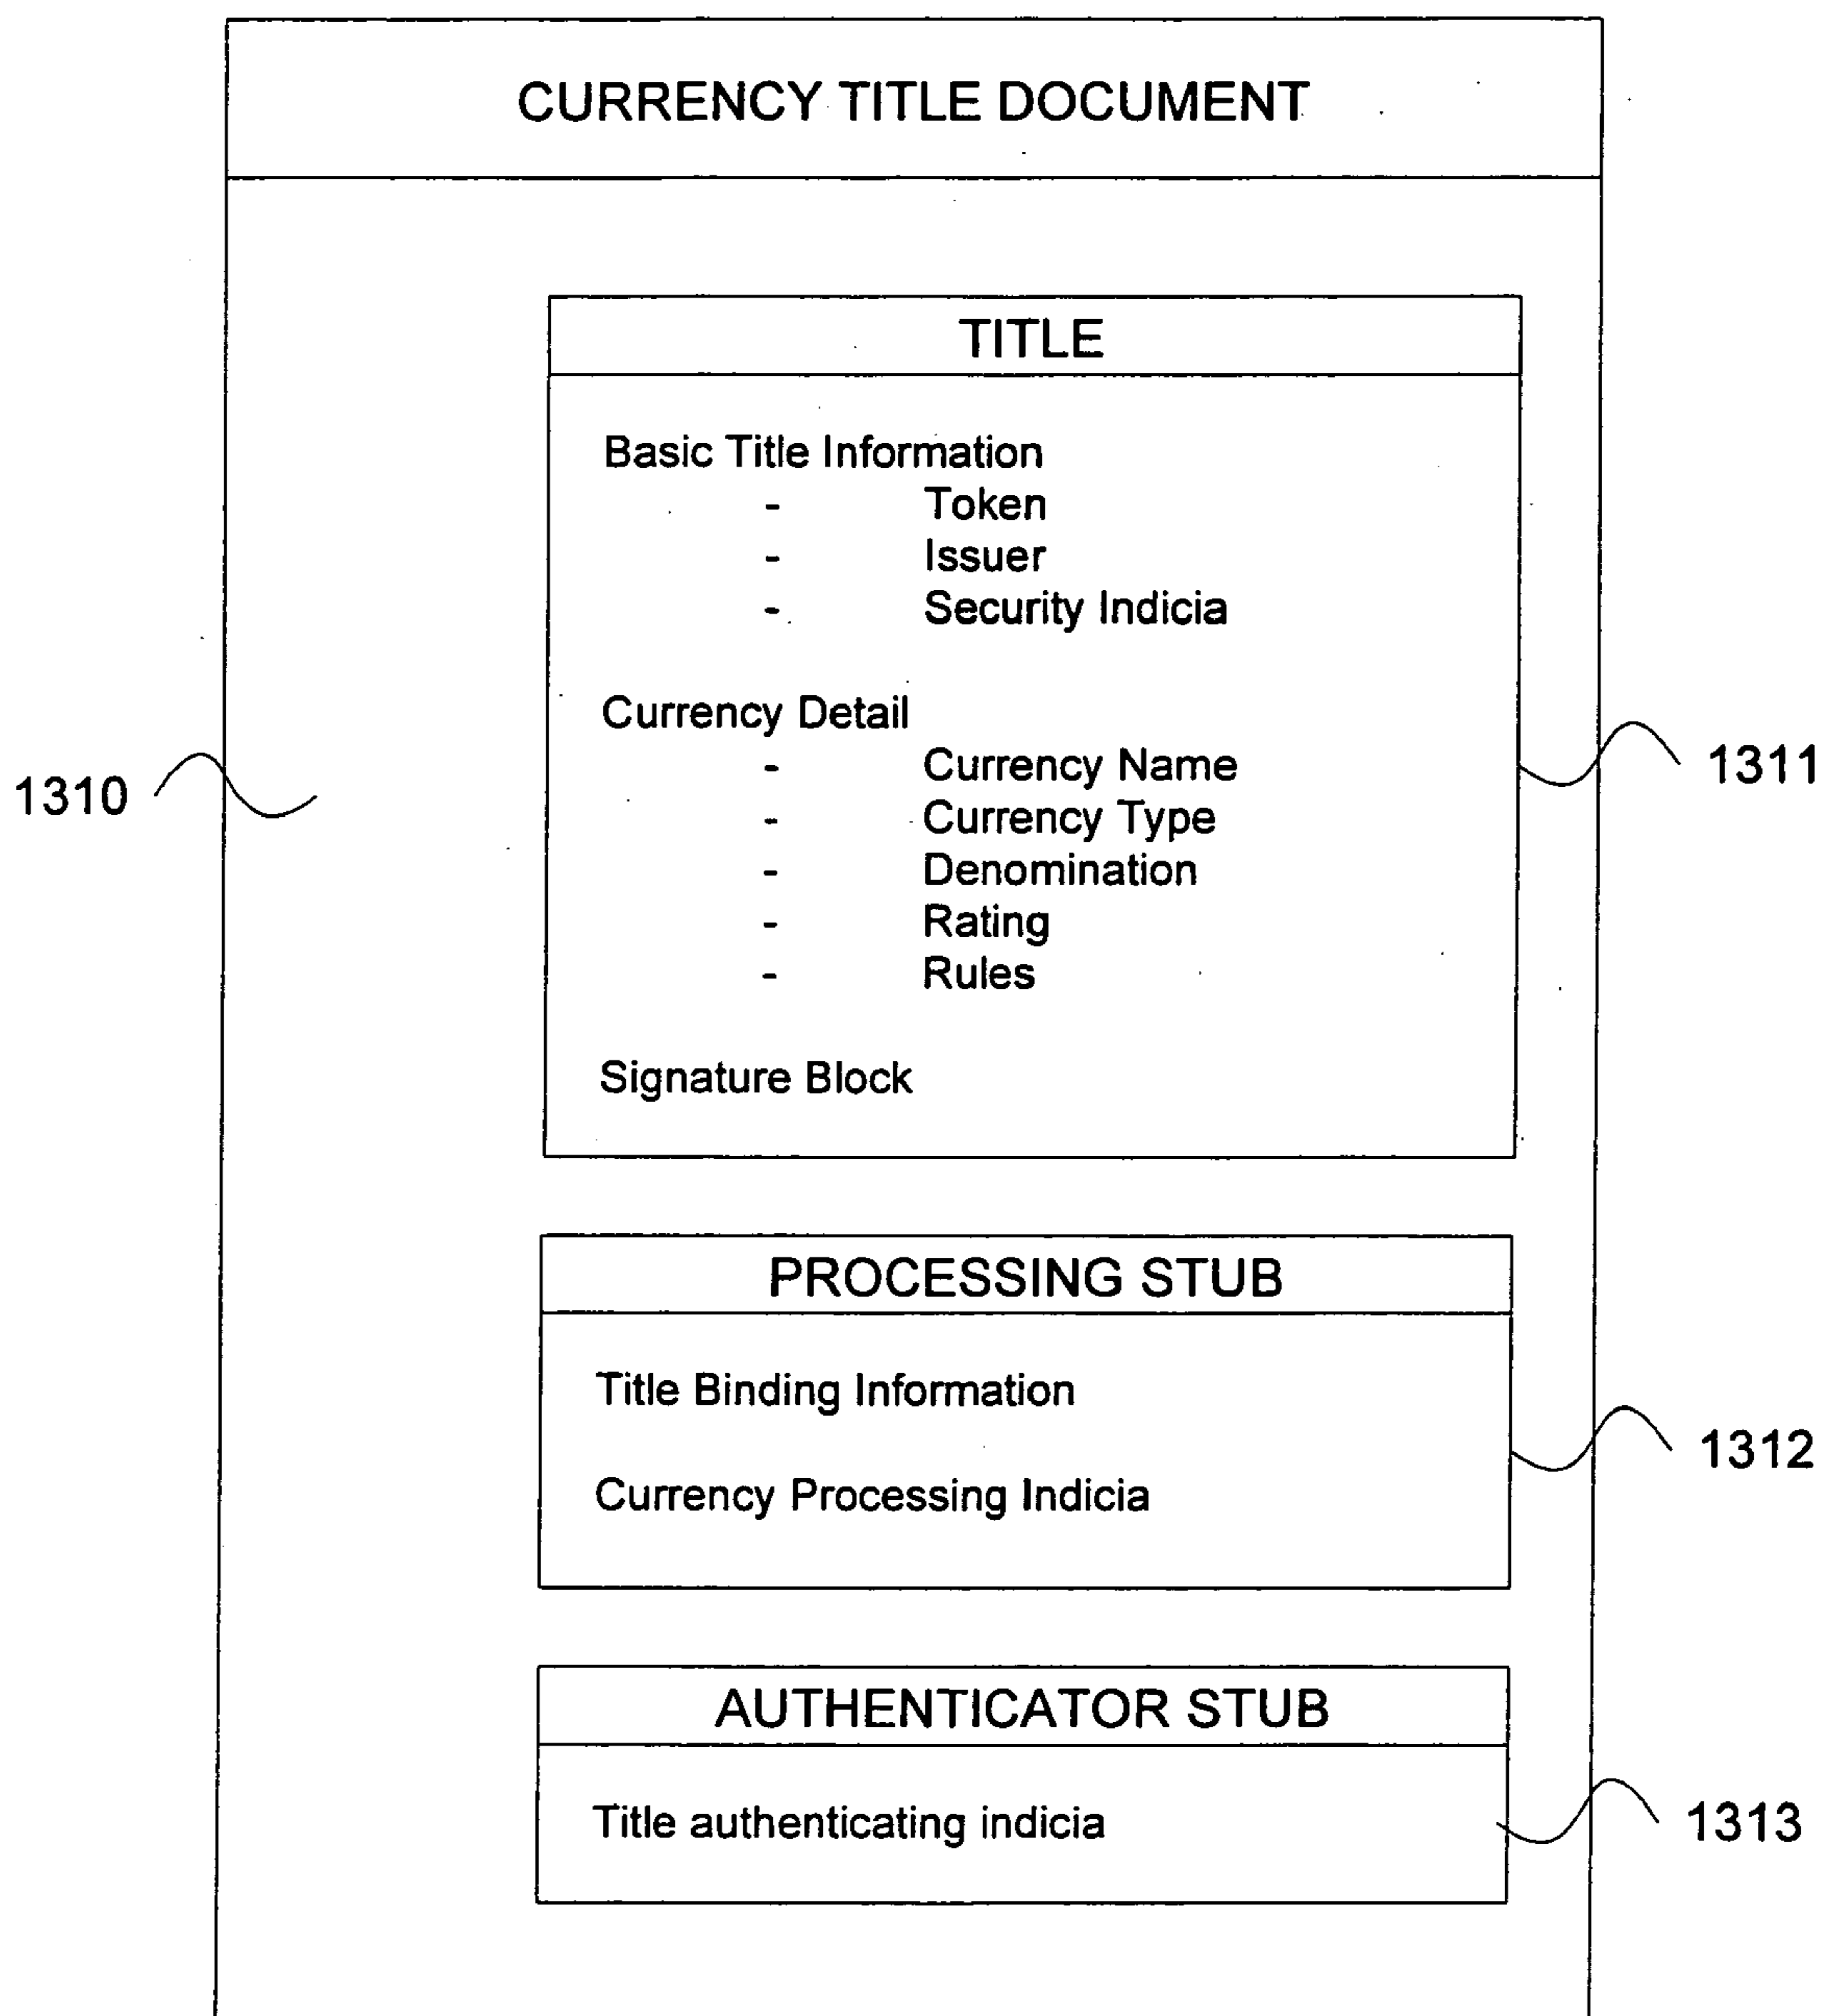 CURRENCY TITLE DOCUMENT
TITLE
Basic Title Information
- Token
- Issuer
- Security Indicia
Currency Detail
- Currency Name
- Currency Type
- Denomination
- Rating
- Rules
Signature Block
1310
1311
PROCESSING STUB
Title Binding Information
Currency Processing Indicia
1312
AUTHENTICATOR STUB
Title authenticating indicia
1313